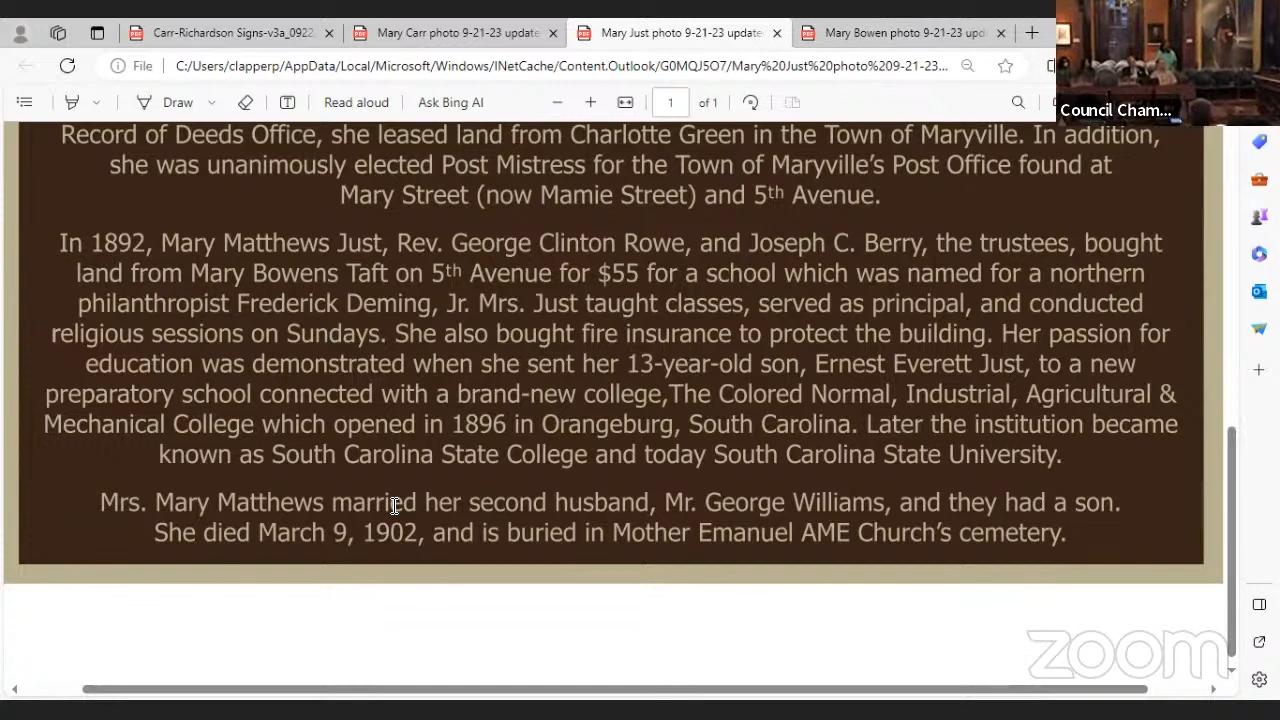 Carr-Richardson Signs-v3a_0922
Mary Carr photo 9-21-23 update
Mary Just photo 9-21-23 update
Mary Bowen photo 9-21-23 upd
File
C:/Users/clapperp/AppData/Local/Microsoft/Windows/INetCache/Content.Outlook/G0MQJ5O7/Mary%20Just%20photo%209-21-23...
Draw
Read aloud
Ask Bing AI
1
of 1
Council Cham...
Record of Deeds Office, she leased land from Charlotte Green in the Town of Maryville. In addition,
she was unanimously elected Post Mistress for the Town of Maryville’s Post Office found at
Mary Street (now Mamie Street) and 5th Avenue.
In 1892, Mary Matthews Just, Rev. George Clinton Rowe, and Joseph C. Berry, the trustees, bought
land from Mary Bowens Taft on 5th Avenue for $55 for a school which was named for a northern
philanthropist Frederick Deming, Jr. Mrs. Just taught classes, served as principal, and conducted
religious sessions on Sundays. She also bought fire insurance to protect the building. Her passion for
education was demonstrated when she sent her 13-year-old son, Ernest Everett Just, to a new
preparatory school connected with a brand-new college,The Colored Normal, Industrial, Agricultural &
Mechanical College which opened in 1896 in Orangeburg, South Carolina. Later the institution became
known as South Carolina State College and today South Carolina State University.
Mrs. Mary Matthews married her second husband, Mr. George Williams, and they had a son.
She died March 9, 1902, and is buried in Mother Emanuel AME Church’s cemetery.
zoom